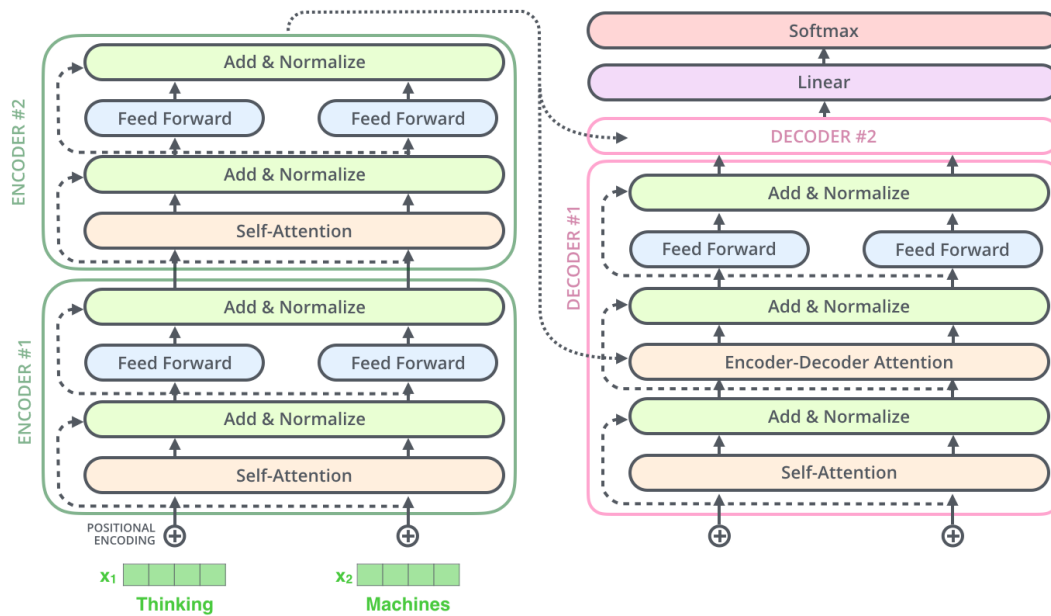 ENCODER #2
Add & Normalize
Feed Forward
Feed Forward
Add & Normalize
Self-Attention
ENCODER #1
Add & Normalize
Feed Forward
Feed Forward
Add & Normalize
Self-Attention
POSITIONAL
ENCODING
x1
x2
Thinking
Machines
Softmax
Linear
DECODER #2
DECODER #1
Add & Normalize
Feed Forward
Feed Forward
Add & Normalize
Encoder-Decoder Attention
Add & Normalize
Self-Attention